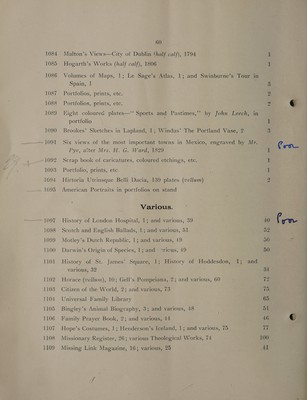 80
1084 Malton's Views—City of Dublin (half calf), 1794 1
1085 Hogarth's Works (half calf), 1806 1
1086 Volumes of Maps, 1; Le Sage's Atlas, 1; and Swinburne's Tour in
Spain, 1 3
1087 Portfolios, prints, etc. 2
1088 Portfolios, prints, etc. 2
1089 Eight coloured plates—"Sports and Pastimes," by John Leech, in
portfolio 1
1090 Brookes' Sketches in Lapland, 1; Windus' The Portland Vase, 2 3
1091 Six views of the most important towns in Mexico, engraved by Mr.
Pye, after Mrs. H. G. Ward, 1829 1
Poor
1092 Scrap book of caricatures, coloured etchings, etc. 1
1093 Portfolio, prints, etc 1
1094 Historia Utriusque Belli Dacia, 130 plates (vellum) 2
1095 American Portraits in portfolios on stand
Various.
1097 History of London Hospital, 1; and various, 39 40
Poor
1098 Scotch and English Ballads, 1; and various, 51 52
1099 Motley's Dutch Republic, 1; and various, 49 50
1100 Darwin's Origin of Species, 1; and various, 49 50
1101 History of St. James' Square, 1; History of Hoddesdon, 1; and
various, 32 34
1102 Horace (vellum), 10; Gell's Pompeiana, 2; and various, 60 72
1103 Citizen of the World, 2; and various, 73 75
1104 Universal Family Library 65
1105 Bingley's Animal Biography, 3; and various, 48 51
1106 Family Prayer Book, 2; and various, 44 46
1107 Hope's Costumes, 1; Henderson's Iceland, 1; and various, 75 77
1108 Missionary Register, 26; various Theological Works, 74 100
1109 Missing Link Magazine, 16; various, 25 41